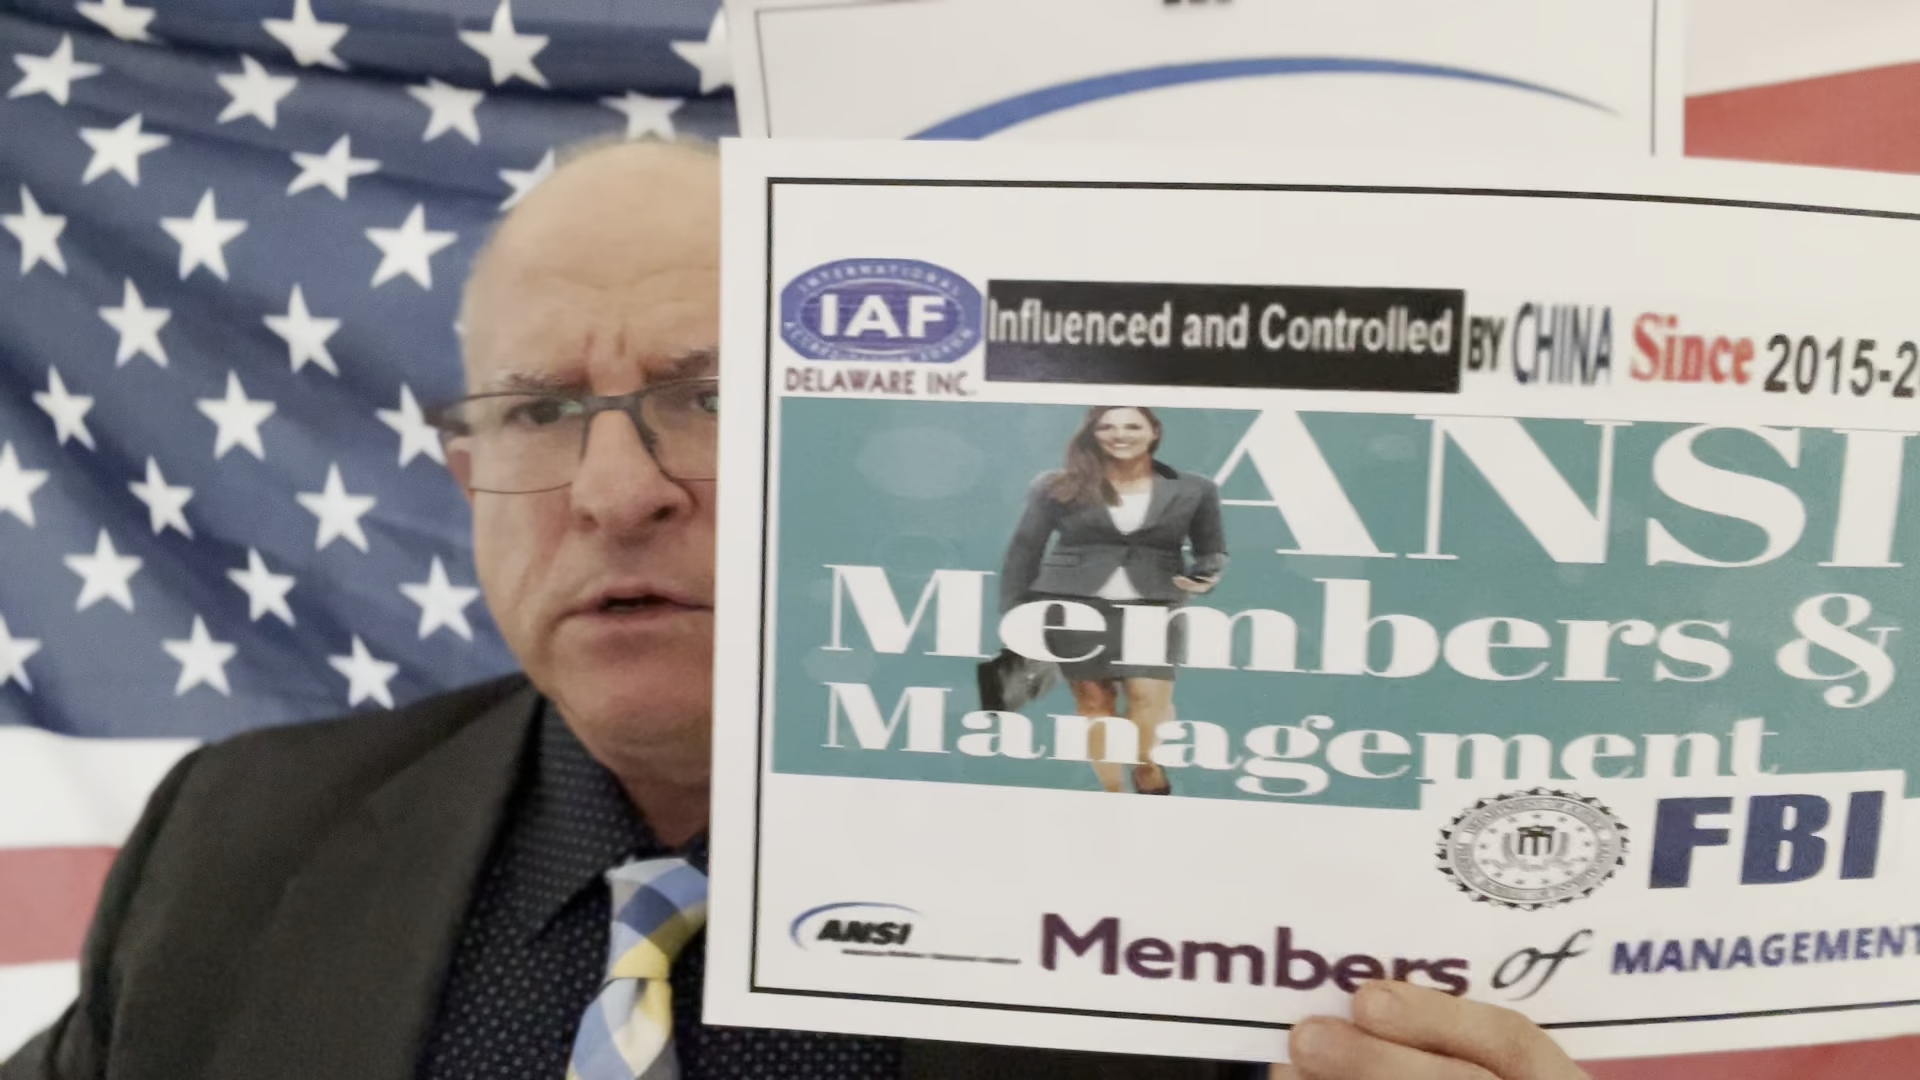 INTERNATIONAL
IAF
DELAWARE INC.
Influenced and Controlled BY CHINA Since 2015-2
ANSI
Members &
Management
FBI
ANSI Members of MANAGEMENT